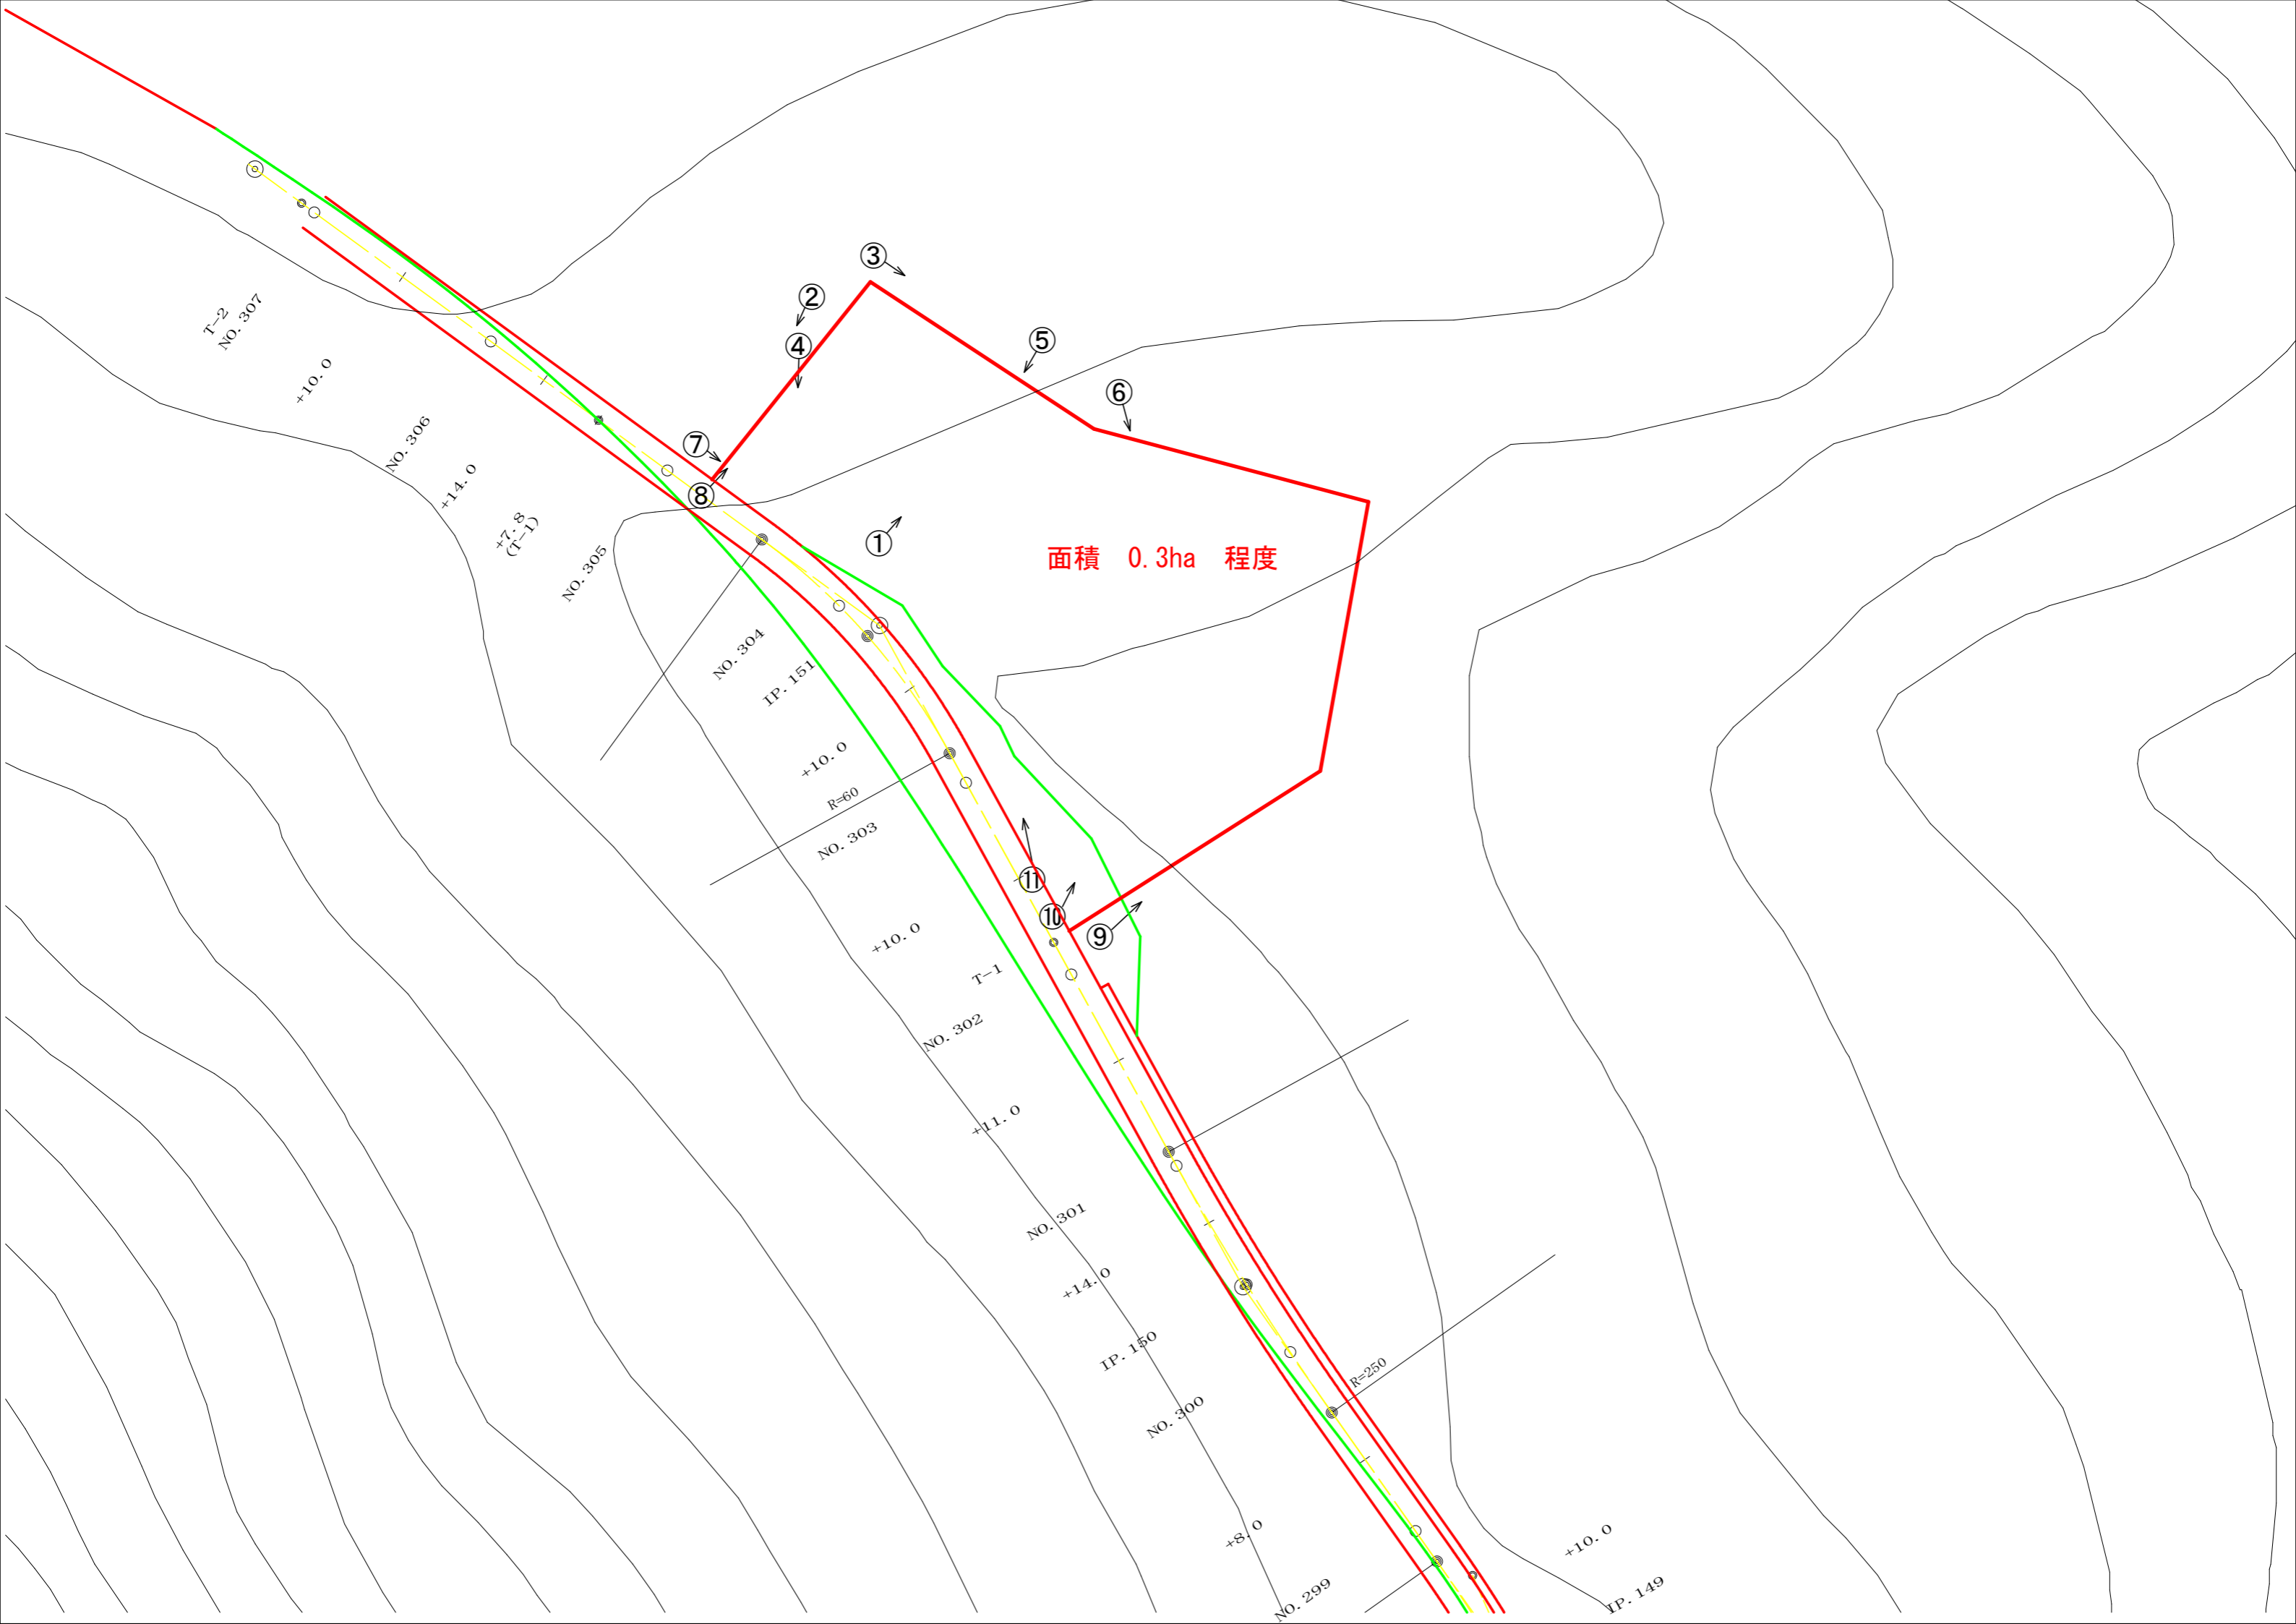 ③
②
④
⑤
⑥
⑦
⑧
①
面積　0.3ha　程度
⑪
⑩
⑨
T-2
NO.307
+10.0
NO.306
+14.0
+7.8
(T-1)
NO.305
NO.304
IP.151
+10.0
R=60
NO.303
+10.0
T-1
NO.302
+11.0
NO.301
+14.0
IP.150
R=250
NO.300
+8.0
+10.0
NO.299
IP.149